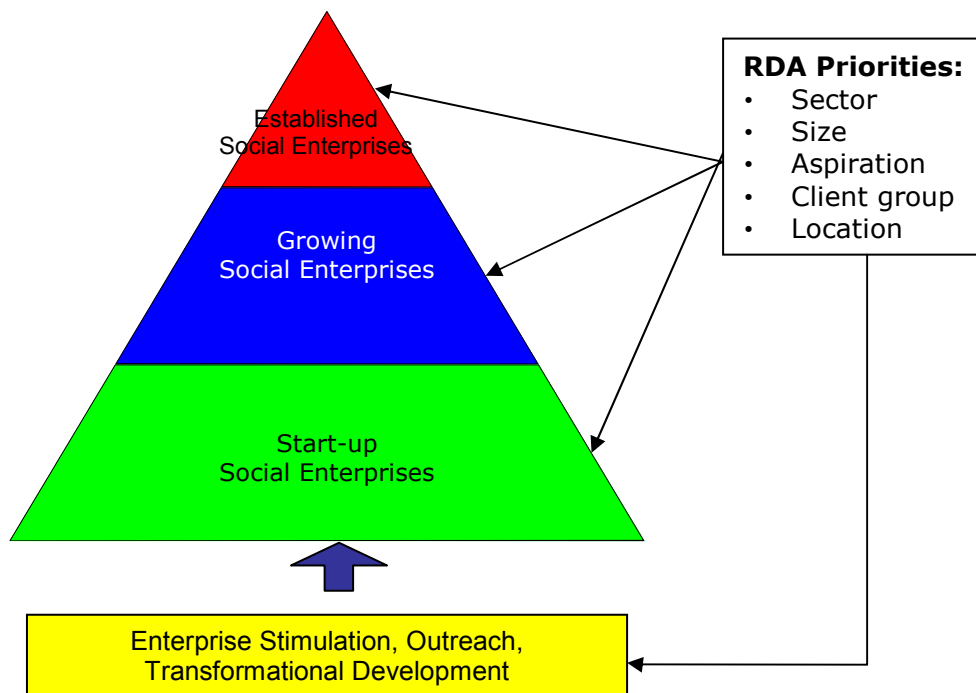 Established
Social Enterprises
Growing
Social Enterprises
Start-up
Social Enterprises
Enterprise Stimulation, Outreach,
Transformational Development
RDA Priorities:
• Sector
• Size
• Aspiration
• Client group
• Location